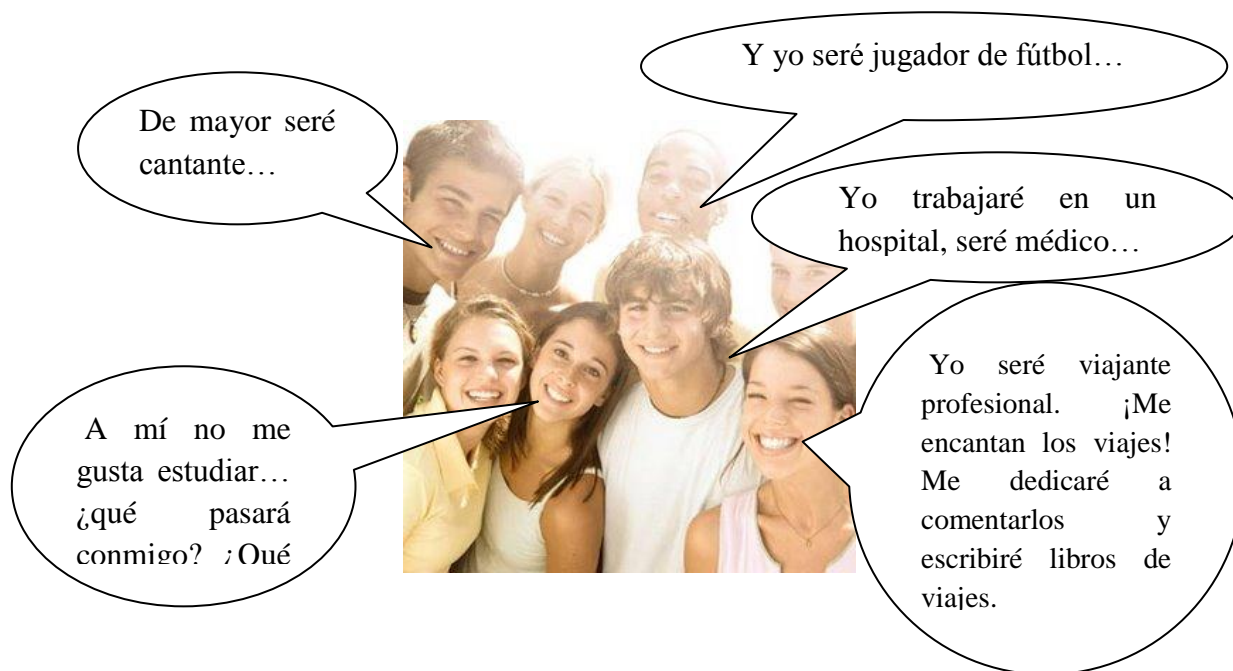 De mayor seré
cantante…
Y yo seré jugador de fútbol…
Yo trabajaré en un
hospital, seré médico…
A mí no me
gusta estudiar…
¿qué pasará
conmigo? ¿Qué
Yo seré viajante
profesional. ¡Me
encantan los viajes!
Me dedicaré a
comentarlos y
escribiré libros de
viajes.